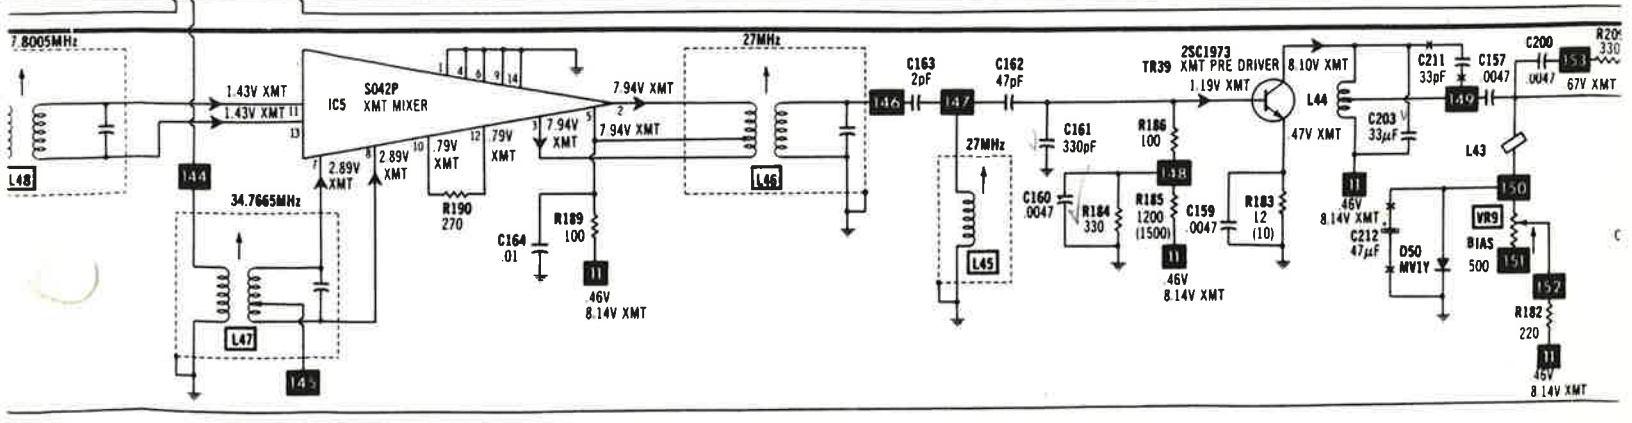 7.8005MHz
L48
1.43V XMT
1.43V XMT
11
13
144
34.7665MHz
L47
145
7
2.89V
XMT
8
2.89V
XMT
IC5
SO42P
XMT MIXER
1
4
6
9
14
10
.79V
XMT
12
.79V
XMT
R190
270
3
7.94V
XMT
5
2
7.94V XMT
7.94V XMT
C164
.01
R189
100
11
.46V
8.14V XMT
27MHz
L46
146
C163
2pF
147
C162
47pF
27MHz
L45
C161
330pF
C160
.0047
R184
330
R186
100
148
R185
1200
(1500)
11
.46V
8.14V XMT
2SC1973
TR39 XMT PRE DRIVER
1.19V XMT
8.10V XMT
.47V XMT
C159
.0047
R183
12
(10)
L44
11
.46V
8.14V XMT
C203
33µF
C211
33pF
149
C157
.0047
C200
.0047
153
R209
330
67V XMT
L43
150
C212
47µF
D50
MV1Y
VR9
BIAS
500
151
152
R182
220
11
.46V
8.14V XMT
C